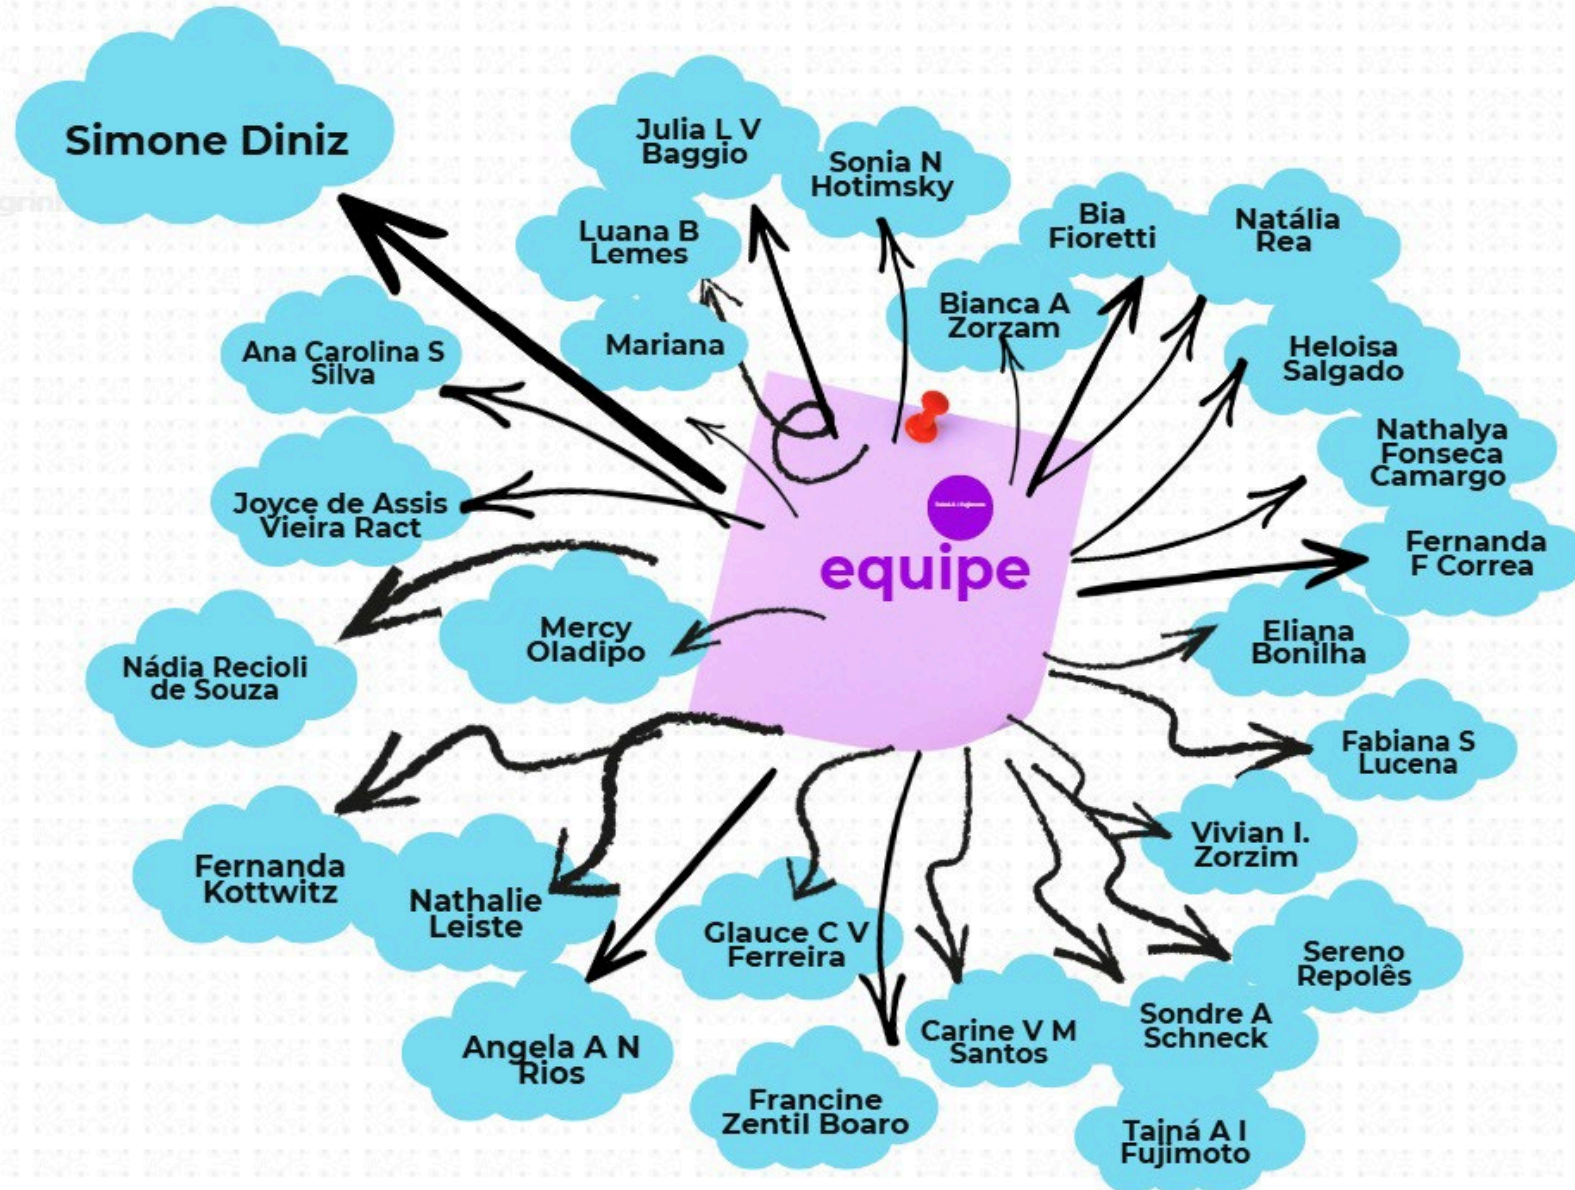 Simone Diniz
Julia L V
Baggio
Sonia N
Hotimsky
Luana B
Lemes
Bia
Fioretti
Natália
Rea
Mariana
Bianca A
Zorzam
Ana Carolina S
Silva
Heloisa
Salgado
Joyce de Assis
Vieira Ract
Nathalya
Fonseca
Camargo
equipe
Fernanda
F Correa
Mercy
Oladipo
Eliana
Bonilha
Nádia Recioli
de Souza
Fabiana S
Lucena
Fernanda
Kottwitz
Nathalie
Leiste
Vivian I.
Zorzim
Glauce C V
Ferreira
Sereno
Repolês
Angela A N
Rios
Carine V M
Santos
Sondre A
Schneck
Francine
Zentil Boaro
Tainá A I
Fujimoto